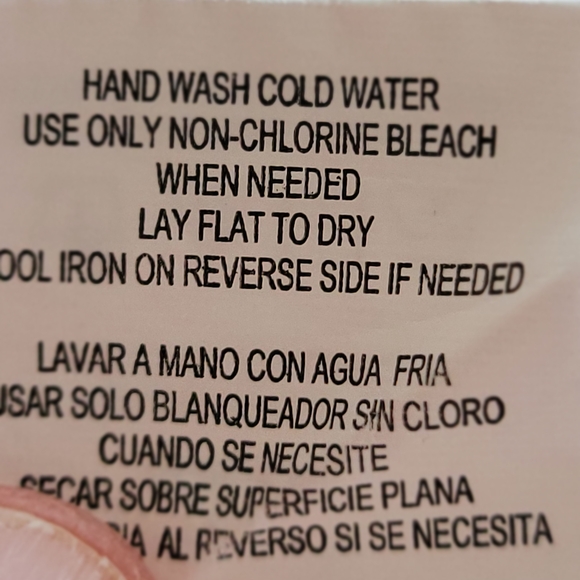 HAND WASH COLD WATER
USE ONLY NON-CHLORINE BLEACH
WHEN NEEDED
LAY FLAT TO DRY
OOL IRON ON REVERSE SIDE IF NEEDED
LAVAR A MANO CON AGUA FRIA
USAR SOLO BLANQUEADOR SIN CLORO
CUANDO SE NECESITE
SECAR SOBRE SUPERFICIE PLANA
AL REVERSO SI SE NECESITA